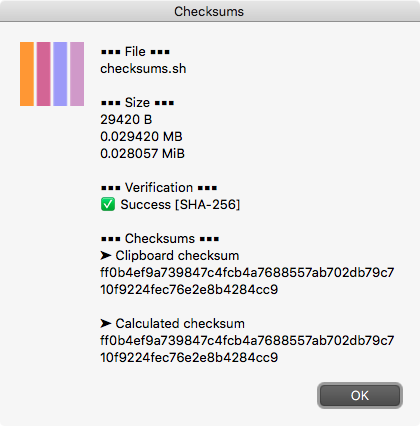 Checksums
▪▪▪ File ▪▪▪
checksums.sh
▪▪▪ Size ▪▪▪
29420 B
0.029420 MB
0.028057 MiB
▪▪▪ Verification ▪▪▪
✅ Success [SHA-256]
▪▪▪ Checksums ▪▪▪
➤ Clipboard checksum
ff0b4ef9a739847c4fcb4a7688557ab702db79c7
10f9224fec76e2e8b4284cc9
➤ Calculated checksum
ff0b4ef9a739847c4fcb4a7688557ab702db79c7
10f9224fec76e2e8b4284cc9
OK